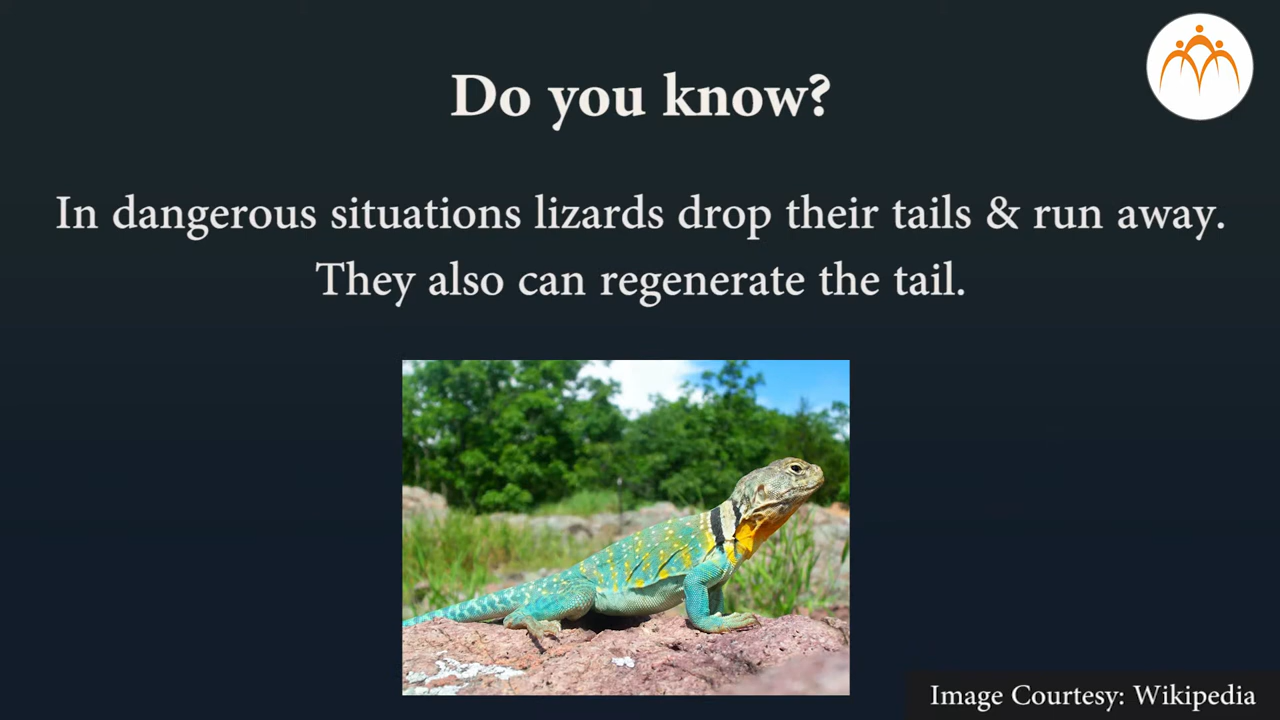 Do you know?
In dangerous situations lizards drop their tails & run away.
They also can regenerate the tail.
Image Courtesy: Wikipedia